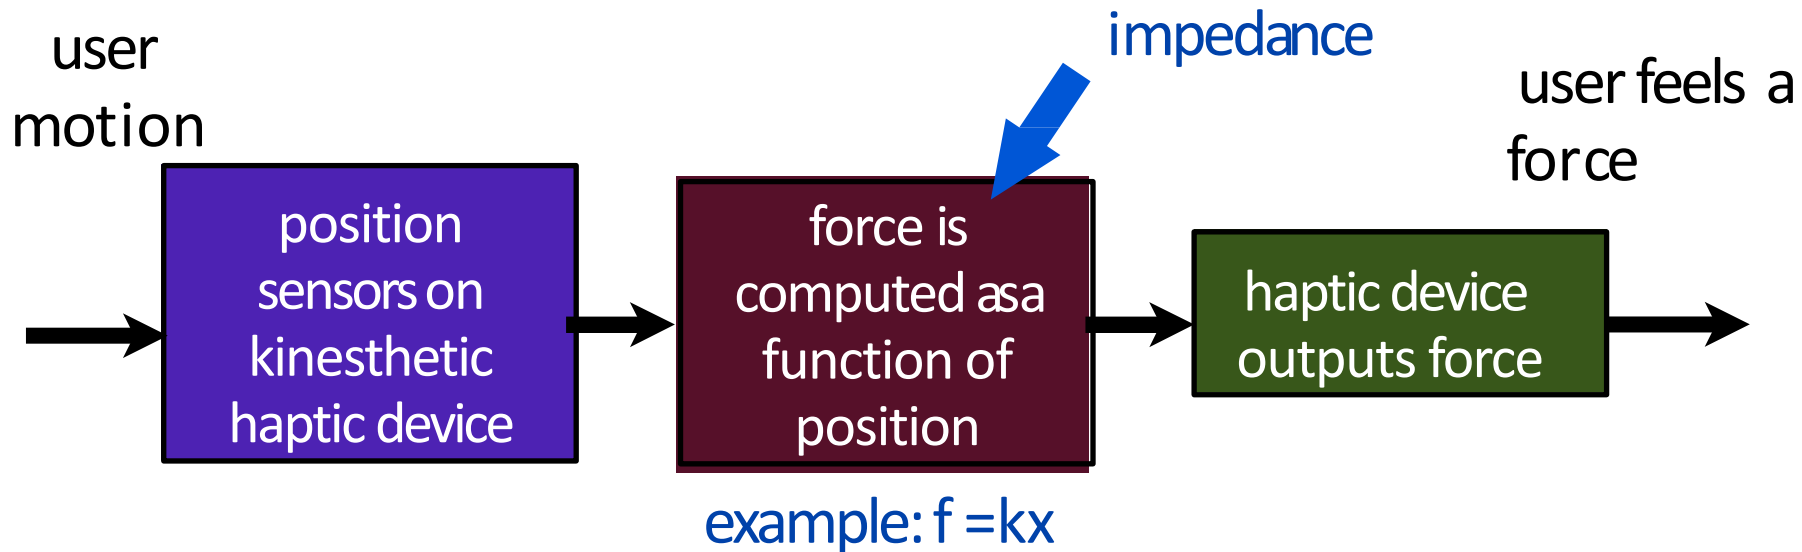 user
motion
position
sensors on
kinesthetic
haptic device
impedance
force is
computed asa
function of
position
example: f =kx
haptic device
outputs force
user feels a
force